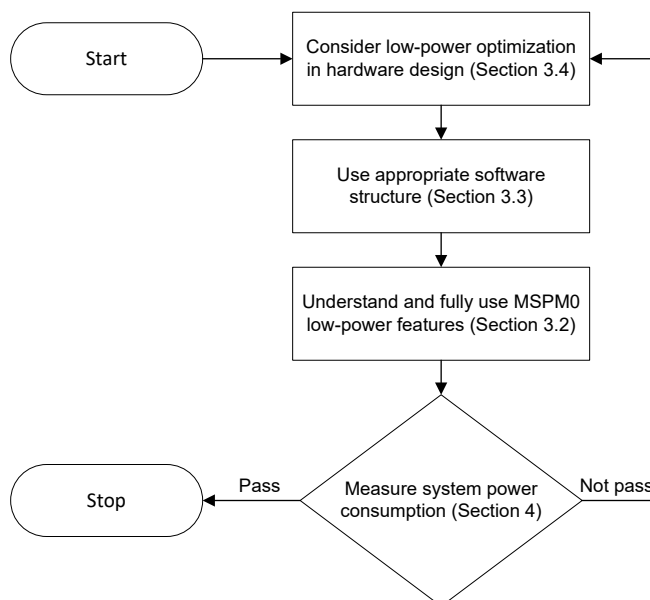 Start
Consider low-power optimization
in hardware design (Section 3.4)
Use appropriate software
structure (Section 3.3)
Understand and fully use MSPM0
low-power features (Section 3.2)
Stop
Pass
Measure system power
consumption (Section 4)
Not pass